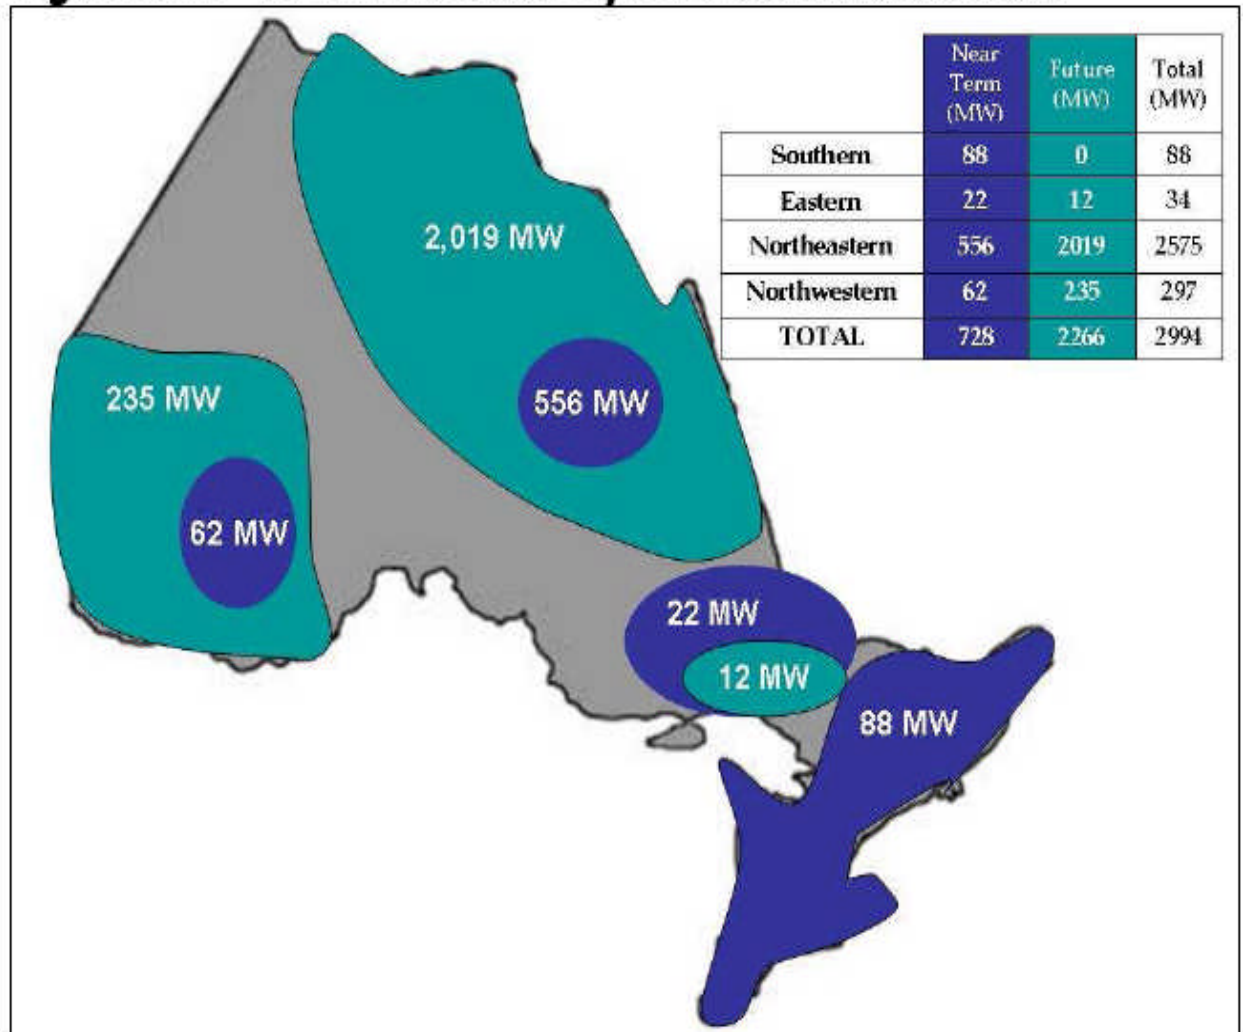 Near Term (MW) Future (MW) Total (MW)
Southern 88 0 88
Eastern 22 12 34
Northeastern 556 2019 2575
Northwestern 62 235 297
TOTAL 728 2266 2994
2,019 MW
556 MW
235 MW
62 MW
22 MW
12 MW
88 MW